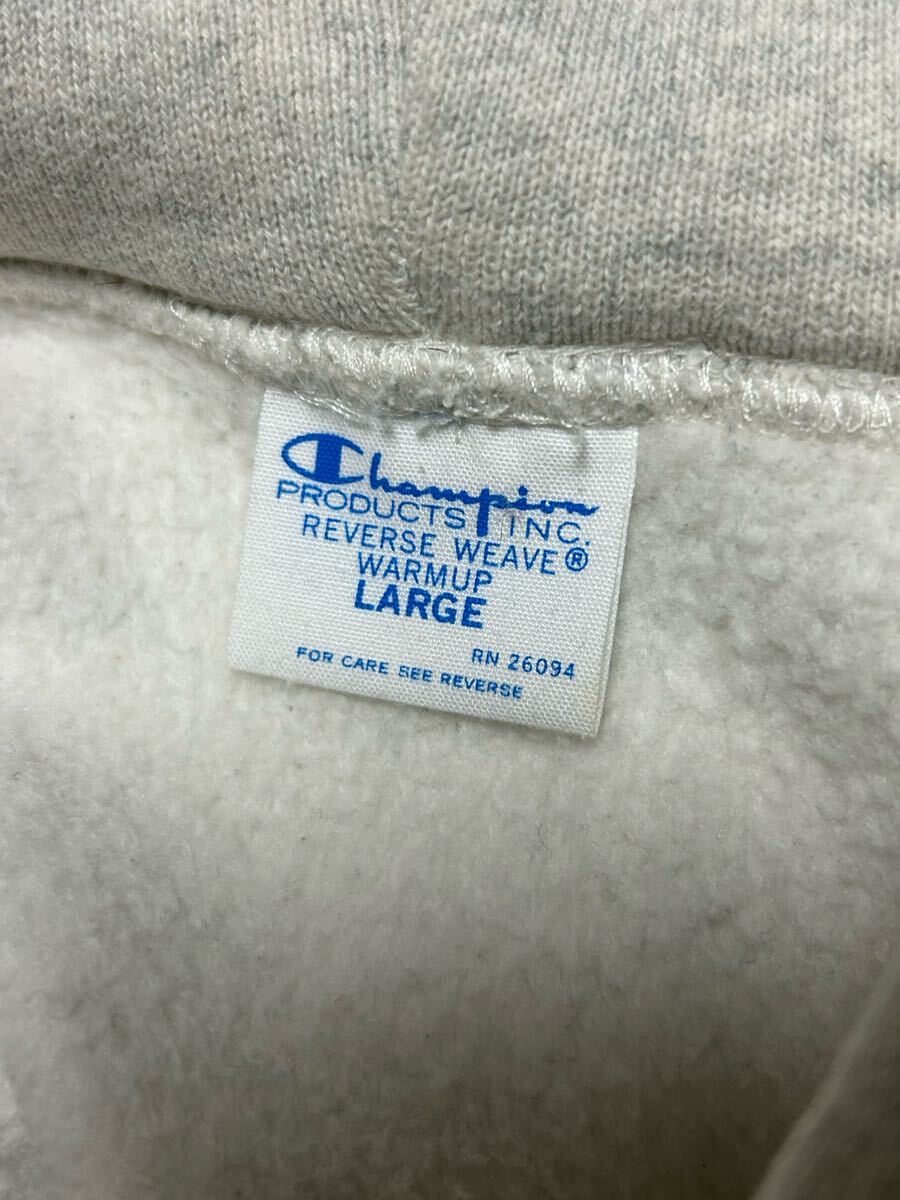 Champion
PRODUCTS INC.
REVERSE WEAVE®
WARMUP
LARGE
RN 26094
FOR CARE SEE REVERSE